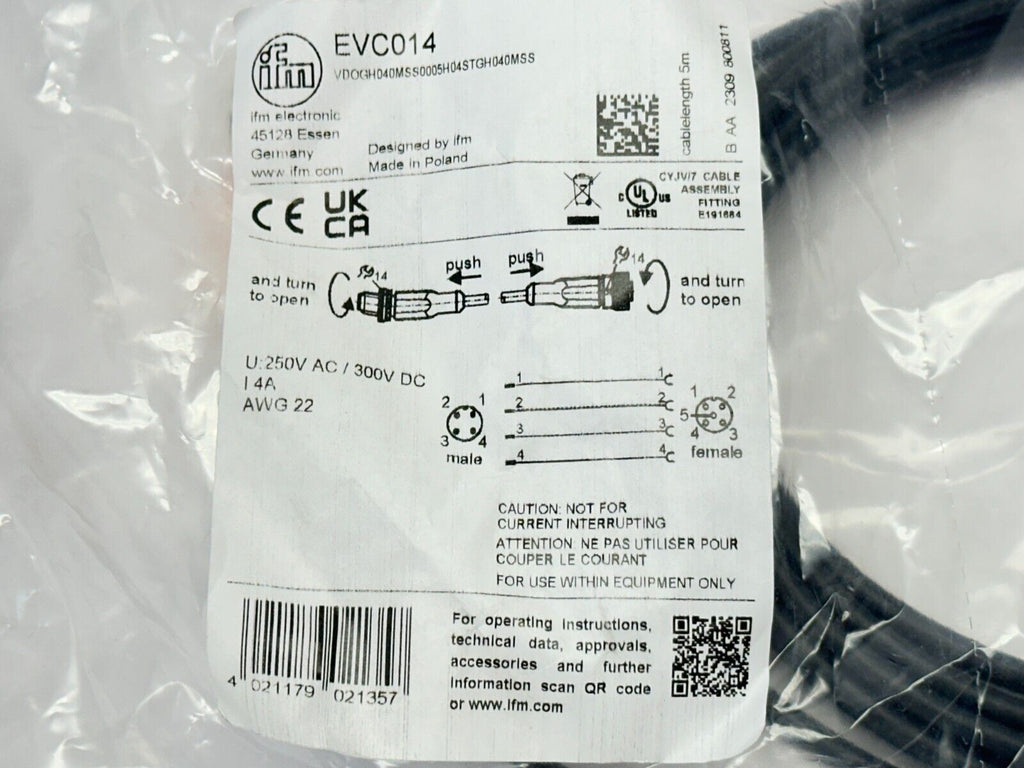 ifm
EVC014
VDOGH040MSS0005H04STGH040MSS
ifm electronic
45128 Essen
Germany
www.ifm.com
Designed by ifm
Made in Poland
cablelength 5m
B AA 2309 800811
CE
UK
CA
C UL US
LISTED
CYJV/7 CABLE
ASSEMBLY
FITTING
E191684
and turn
to open
14
push
push
14
and turn
to open
U:250V AC / 300V DC
I 4A
AWG 22
2 1
3 4
male
1 1
2 2
3 3
4 4
1 2
5
4 3
female
CAUTION: NOT FOR
CURRENT INTERRUPTING
ATTENTION: NE PAS UTILISER POUR
COUPER LE COURANT
FOR USE WITHIN EQUIPMENT ONLY
4 021179 021357
For operating instructions,
technical data, approvals,
accessories and further
information scan QR code
or www.ifm.com